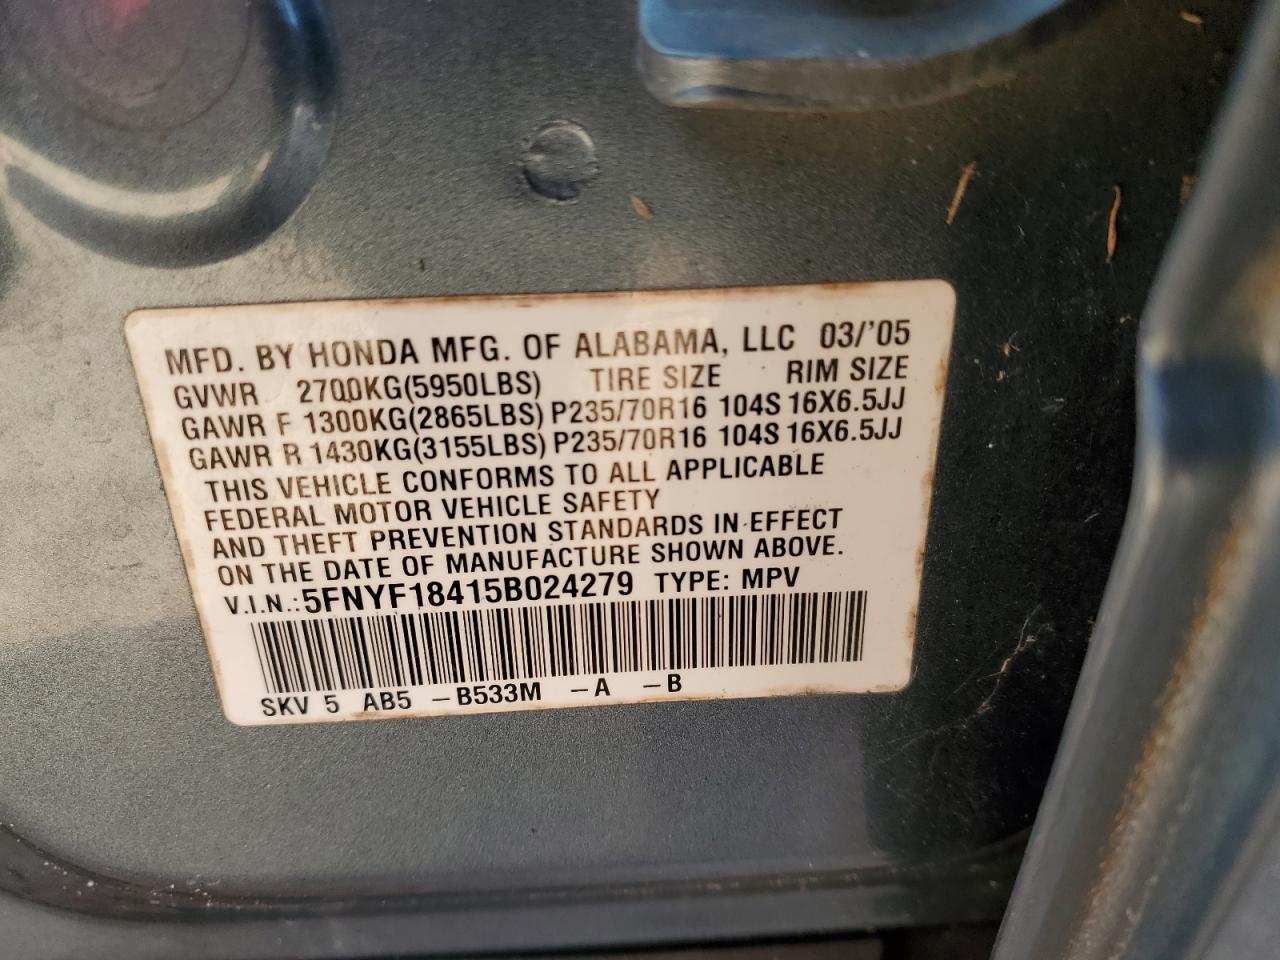 MFD. BY HONDA MFG. OF ALABAMA, LLC 03/'05
GVWR 2700KG(5950LBS) TIRE SIZE RIM SIZE
GAWR F 1300KG(2865LBS) P235/70R16 104S 16X6.5JJ
GAWR R 1430KG(3155LBS) P235/70R16 104S 16X6.5JJ
THIS VEHICLE CONFORMS TO ALL APPLICABLE
FEDERAL MOTOR VEHICLE SAFETY
AND THEFT PREVENTION STANDARDS IN EFFECT
ON THE DATE OF MANUFACTURE SHOWN ABOVE.
V.I.N.:5FNYF18415B024279 TYPE: MPV
SKV 5 AB5 -B533M -A -B